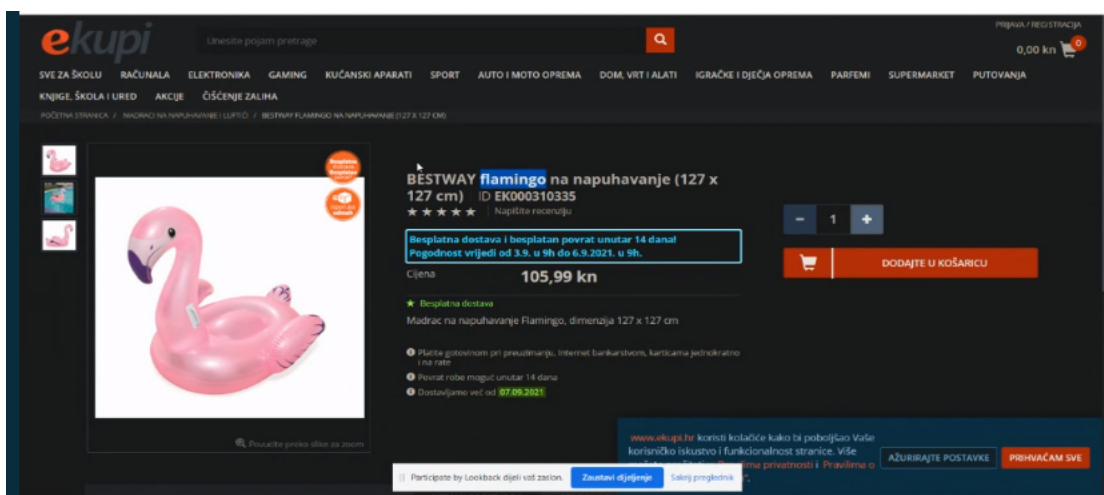 PRIJAVA / REGISTRACIJA
ekupi
Unesite pojam pretrage
0,00 kn
0
SVE ZA ŠKOLU RAČUNALA ELEKTRONIKA GAMING KUĆANSKI APARATI SPORT AUTO I MOTO OPREMA DOM, VRT I ALATI IGRAČKE I DJEČJA OPREMA PARFEMI SUPERMARKET PUTOVANJA
KNJIGE, ŠKOLA I URED AKCIJE ČIŠĆENJE ZALIHA
POČETNA STRANICA / MADRACI NA NAPUHAVANJE I LUFTIĆI / BESTWAY FLAMINGO NA NAPUHAVANJE (127 X 127 CM)
Besplatna
BESTWAY flamingo na napuhavanje (127 x
127 cm) ID EK000310335
Napišite recenziju
Besplatna dostava i besplatan povrat unutar 14 dana!
Pogodnost vrijedi od 3.9. u 9h do 6.9.2021. u 9h.
Cijena 105,99 kn
Besplatna dostava
Madrac na napuhavanje Flamingo, dimenzija 127 x 127 cm
Platite gotovinom pri preuzimanju, Internet bankarstvom, karticama jednokratno
i na rate
Povrat robe moguć unutar 14 dana
Dostavljamo već od 07.09.2021
- 1 +
DODAJTE U KOŠARICU
Povucite preko slike za zoom
www.ekupi.hr koristi kolačiće kako bi poboljšao Vaše
korisničko iskustvo i funkcionalnost stranice. Više
privatnosti i Pravilima o
AŽURIRAJTE POSTAVKE
PRIHVAĆAM SVE
Participate by Lookback dijeli vaš zaslon.
Zaustavi dijeljenje
Sakrij preglednik